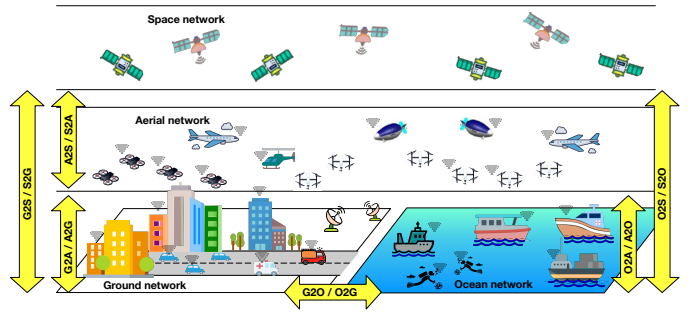 Space network
Aerial network
A2S / S2A
G2S / S2G
G2A / A2G
O2S / S2O
O2A / A2O
Ground network
G2O / O2G
Ocean network